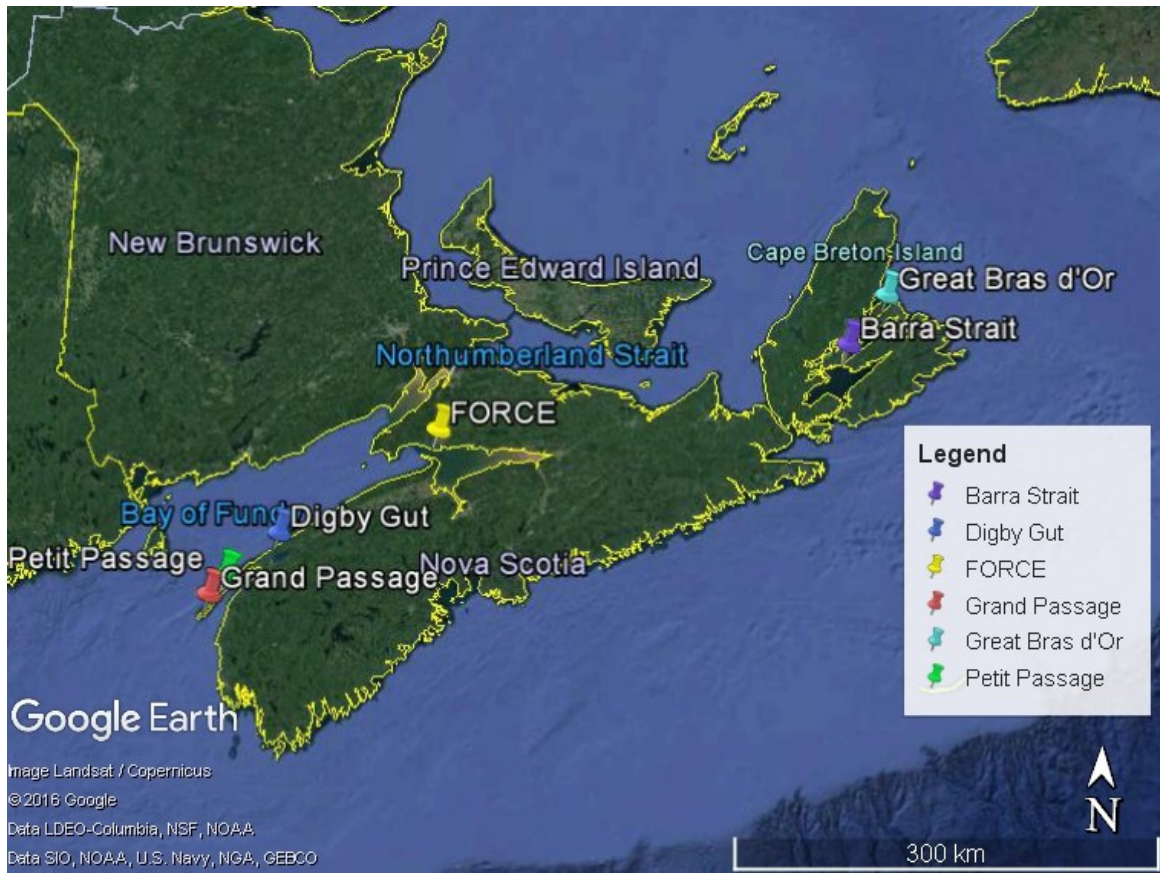 New Brunswick
Cape Breton Island
Prince Edward Island
Great Bras d'Or
Barra Strait
Northumberland Strait
FORCE
Legend
Barra Strait
Digby Gut
FORCE
Grand Passage
Great Bras d'Or
Petit Passage
Bay of Fund
Digby Gut
Petit Passage
Grand Passage
Nova Scotia
Google Earth
Image Landsat / Copernicus
© 2016 Google
Data LDEO-Columbia, NSF, NOAA
Data SIO, NOAA, U.S. Navy, NGA, GEBCO
N
300 km